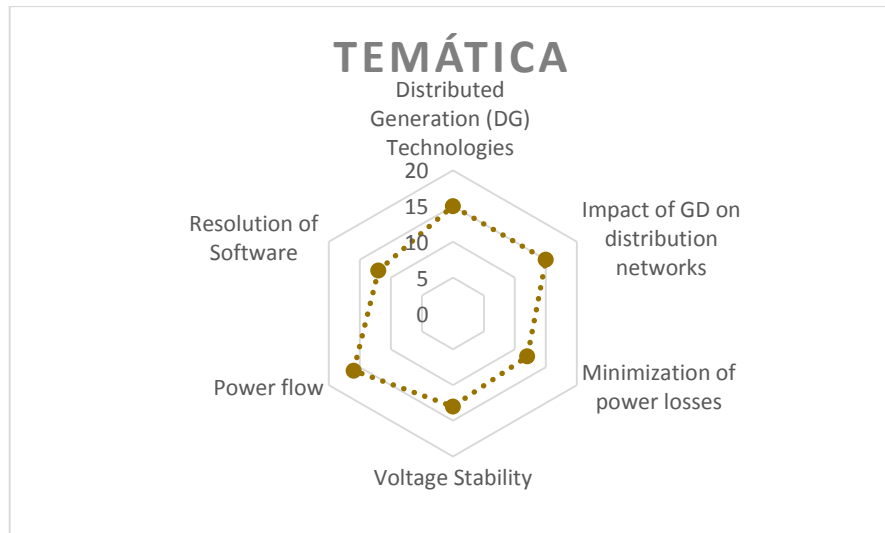 TEMÁTICA
Distributed
Generation (DG)
Technologies
20
15
10
5
0
Impact of GD on
distribution
networks
Minimization of
power losses
Voltage Stability
Power flow
Resolution of
Software